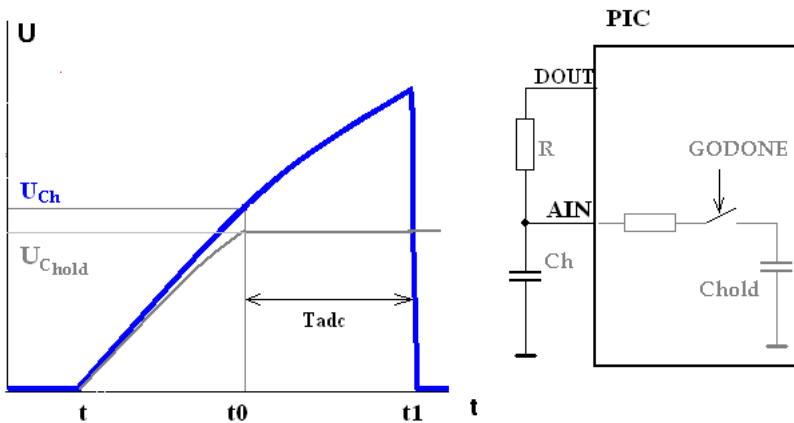 U
U_Ch
U_Chold
Tadc
t
t0
t1
t
PIC
DOUT
R
GODONE
AIN
Ch
Chold